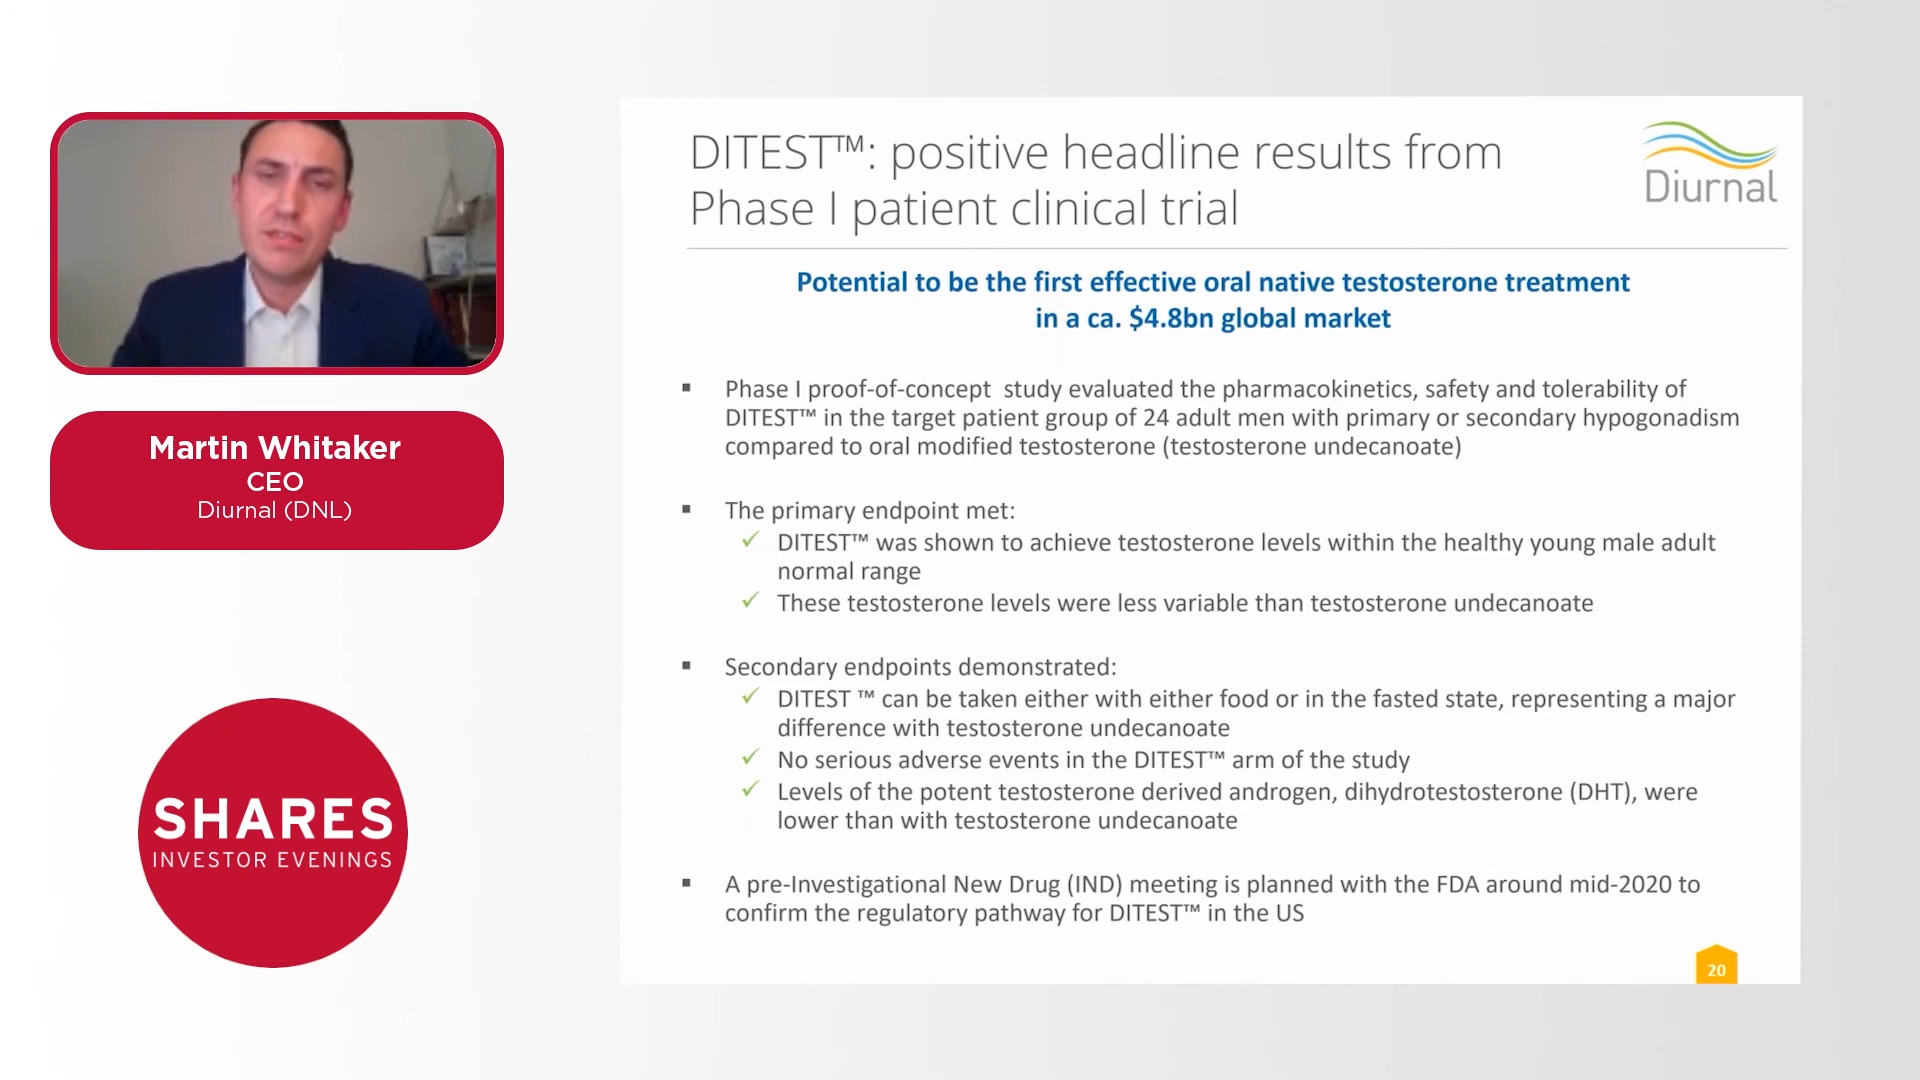 Martin Whitaker
CEO
Diurnal (DNL)
SHARES
INVESTOR EVENINGS
DITEST™: positive headline results from
Phase I patient clinical trial
Diurnal
Potential to be the first effective oral native testosterone treatment
in a ca. $4.8bn global market
▪ Phase I proof-of-concept study evaluated the pharmacokinetics, safety and tolerability of
DITEST™ in the target patient group of 24 adult men with primary or secondary hypogonadism
compared to oral modified testosterone (testosterone undecanoate)
▪ The primary endpoint met:
✓ DITEST™ was shown to achieve testosterone levels within the healthy young male adult
normal range
✓ These testosterone levels were less variable than testosterone undecanoate
▪ Secondary endpoints demonstrated:
✓ DITEST ™ can be taken either with either food or in the fasted state, representing a major
difference with testosterone undecanoate
✓ No serious adverse events in the DITEST™ arm of the study
✓ Levels of the potent testosterone derived androgen, dihydrotestosterone (DHT), were
lower than with testosterone undecanoate
▪ A pre-Investigational New Drug (IND) meeting is planned with the FDA around mid-2020 to
confirm the regulatory pathway for DITEST™ in the US
20